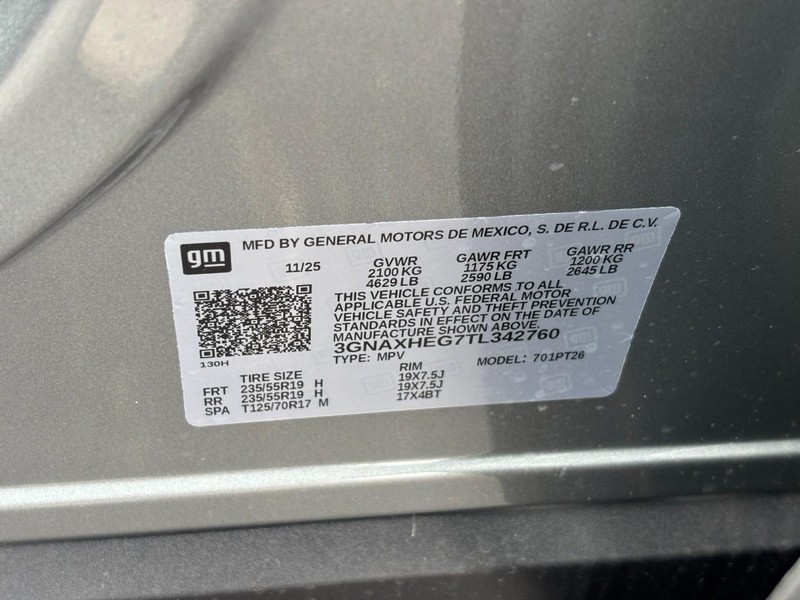 gm
MFD BY GENERAL MOTORS DE MEXICO, S. DE R.L. DE C.V.
11/25 GVWR GAWR FRT GAWR RR
2100 KG 1175 KG 1200 KG
4629 LB 2590 LB 2645 LB
THIS VEHICLE CONFORMS TO ALL
APPLICABLE U.S. FEDERAL MOTOR
VEHICLE SAFETY AND THEFT PREVENTION
STANDARDS IN EFFECT ON THE DATE OF
MANUFACTURE SHOWN ABOVE.
3GNAXHEG7TL342760
130H
TYPE: MPV MODEL: 701PT26
TIRE SIZE RIM
FRT 235/55R19 H 19X7.5J
RR 235/55R19 H 19X7.5J
SPA T125/70R17 M 17X4BT